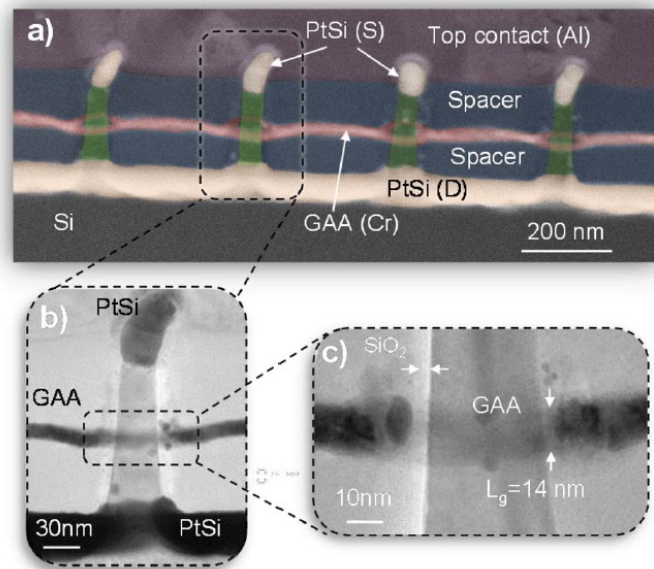 a)
PtSi (S)
Top contact (Al)
Spacer
Spacer
PtSi (D)
Si
GAA (Cr)
200 nm
b)
PtSi
GAA
30nm
PtSi
c)
SiO₂
GAA
10nm
Lg=14 nm